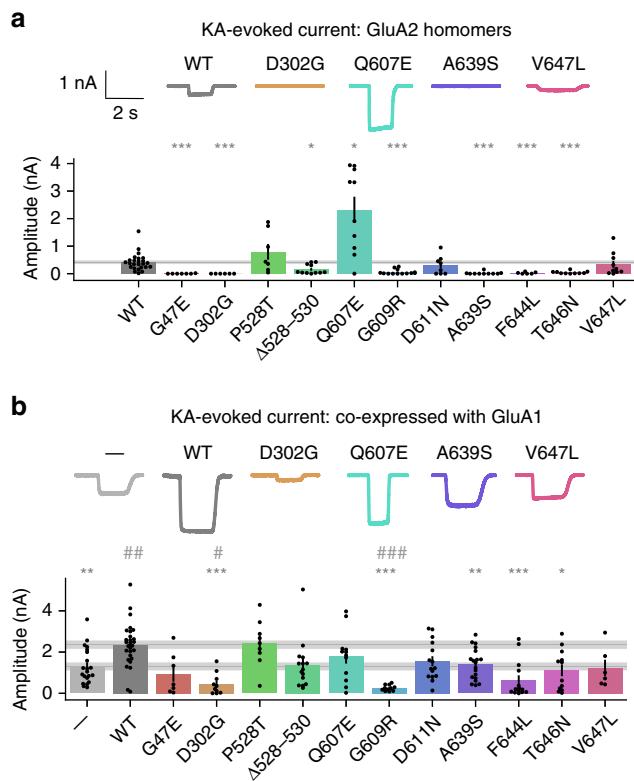 a
KA-evoked current: GluA2 homomers
WT D302G Q607E A639S V647L
1 nA
2 s
*** *** * * *** *** *** ***
Amplitude (nA)
4
3
2
1
0
WT G47E D302G P528T Δ528–530 Q607E G609R D611N A639S F644L T646N V647L
b
KA-evoked current: co-expressed with GluA1
— WT D302G Q607E A639S V647L
## # ###
** *** *** ** *** *
Amplitude (nA)
4
2
0
— WT G47E D302G P528T Δ528–530 Q607E G609R D611N A639S F644L T646N V647L